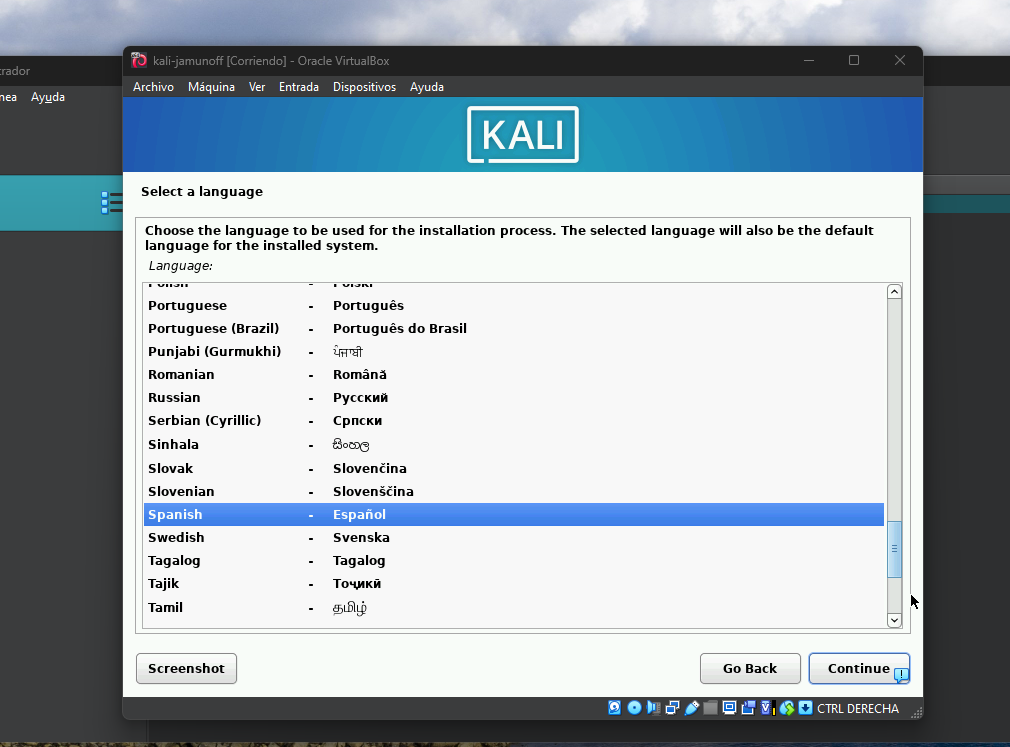 kali-jamunoff [Corriendo] - Oracle VirtualBox
rador
nea Ayuda
Archivo Máquina Ver Entrada Dispositivos Ayuda
KALI
Select a language
Choose the language to be used for the installation process. The selected language will also be the default
language for the installed system.
Language:
Polish - Polski
Portuguese - Português
Portuguese (Brazil) - Português do Brasil
Punjabi (Gurmukhi) - ਪੰਜਾਬੀ
Romanian - Română
Russian - Русский
Serbian (Cyrillic) - Српски
Sinhala - සිංහල
Slovak - Slovenčina
Slovenian - Slovenščina
Spanish - Español
Swedish - Svenska
Tagalog - Tagalog
Tajik - Тоҷикӣ
Tamil - தமிழ்
Screenshot Go Back Continue
CTRL DERECHA